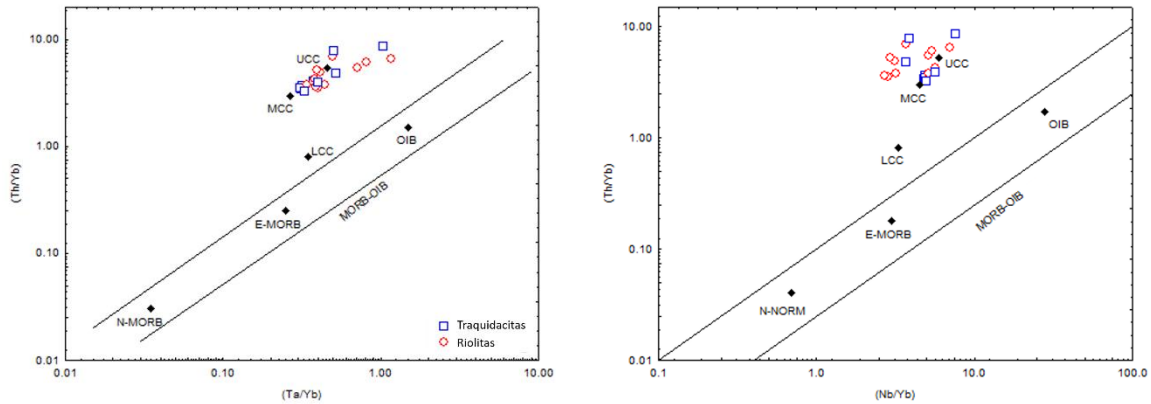 10.00
1.00
0.10
0.01
(Th/Yb)
UCC
MCC
LCC
OIB
MORB-OIB
E-MORB
N-MORB
Traquidacitas
Riolitas
0.01
0.10
1.00
10.00
(Ta/Yb)
10.00
1.00
0.10
0.01
(Th/Yb)
UCC
MCC
OIB
LCC
MORB-OIB
E-MORB
N-NORM
0.1
1.0
10.0
100.0
(Nb/Yb)